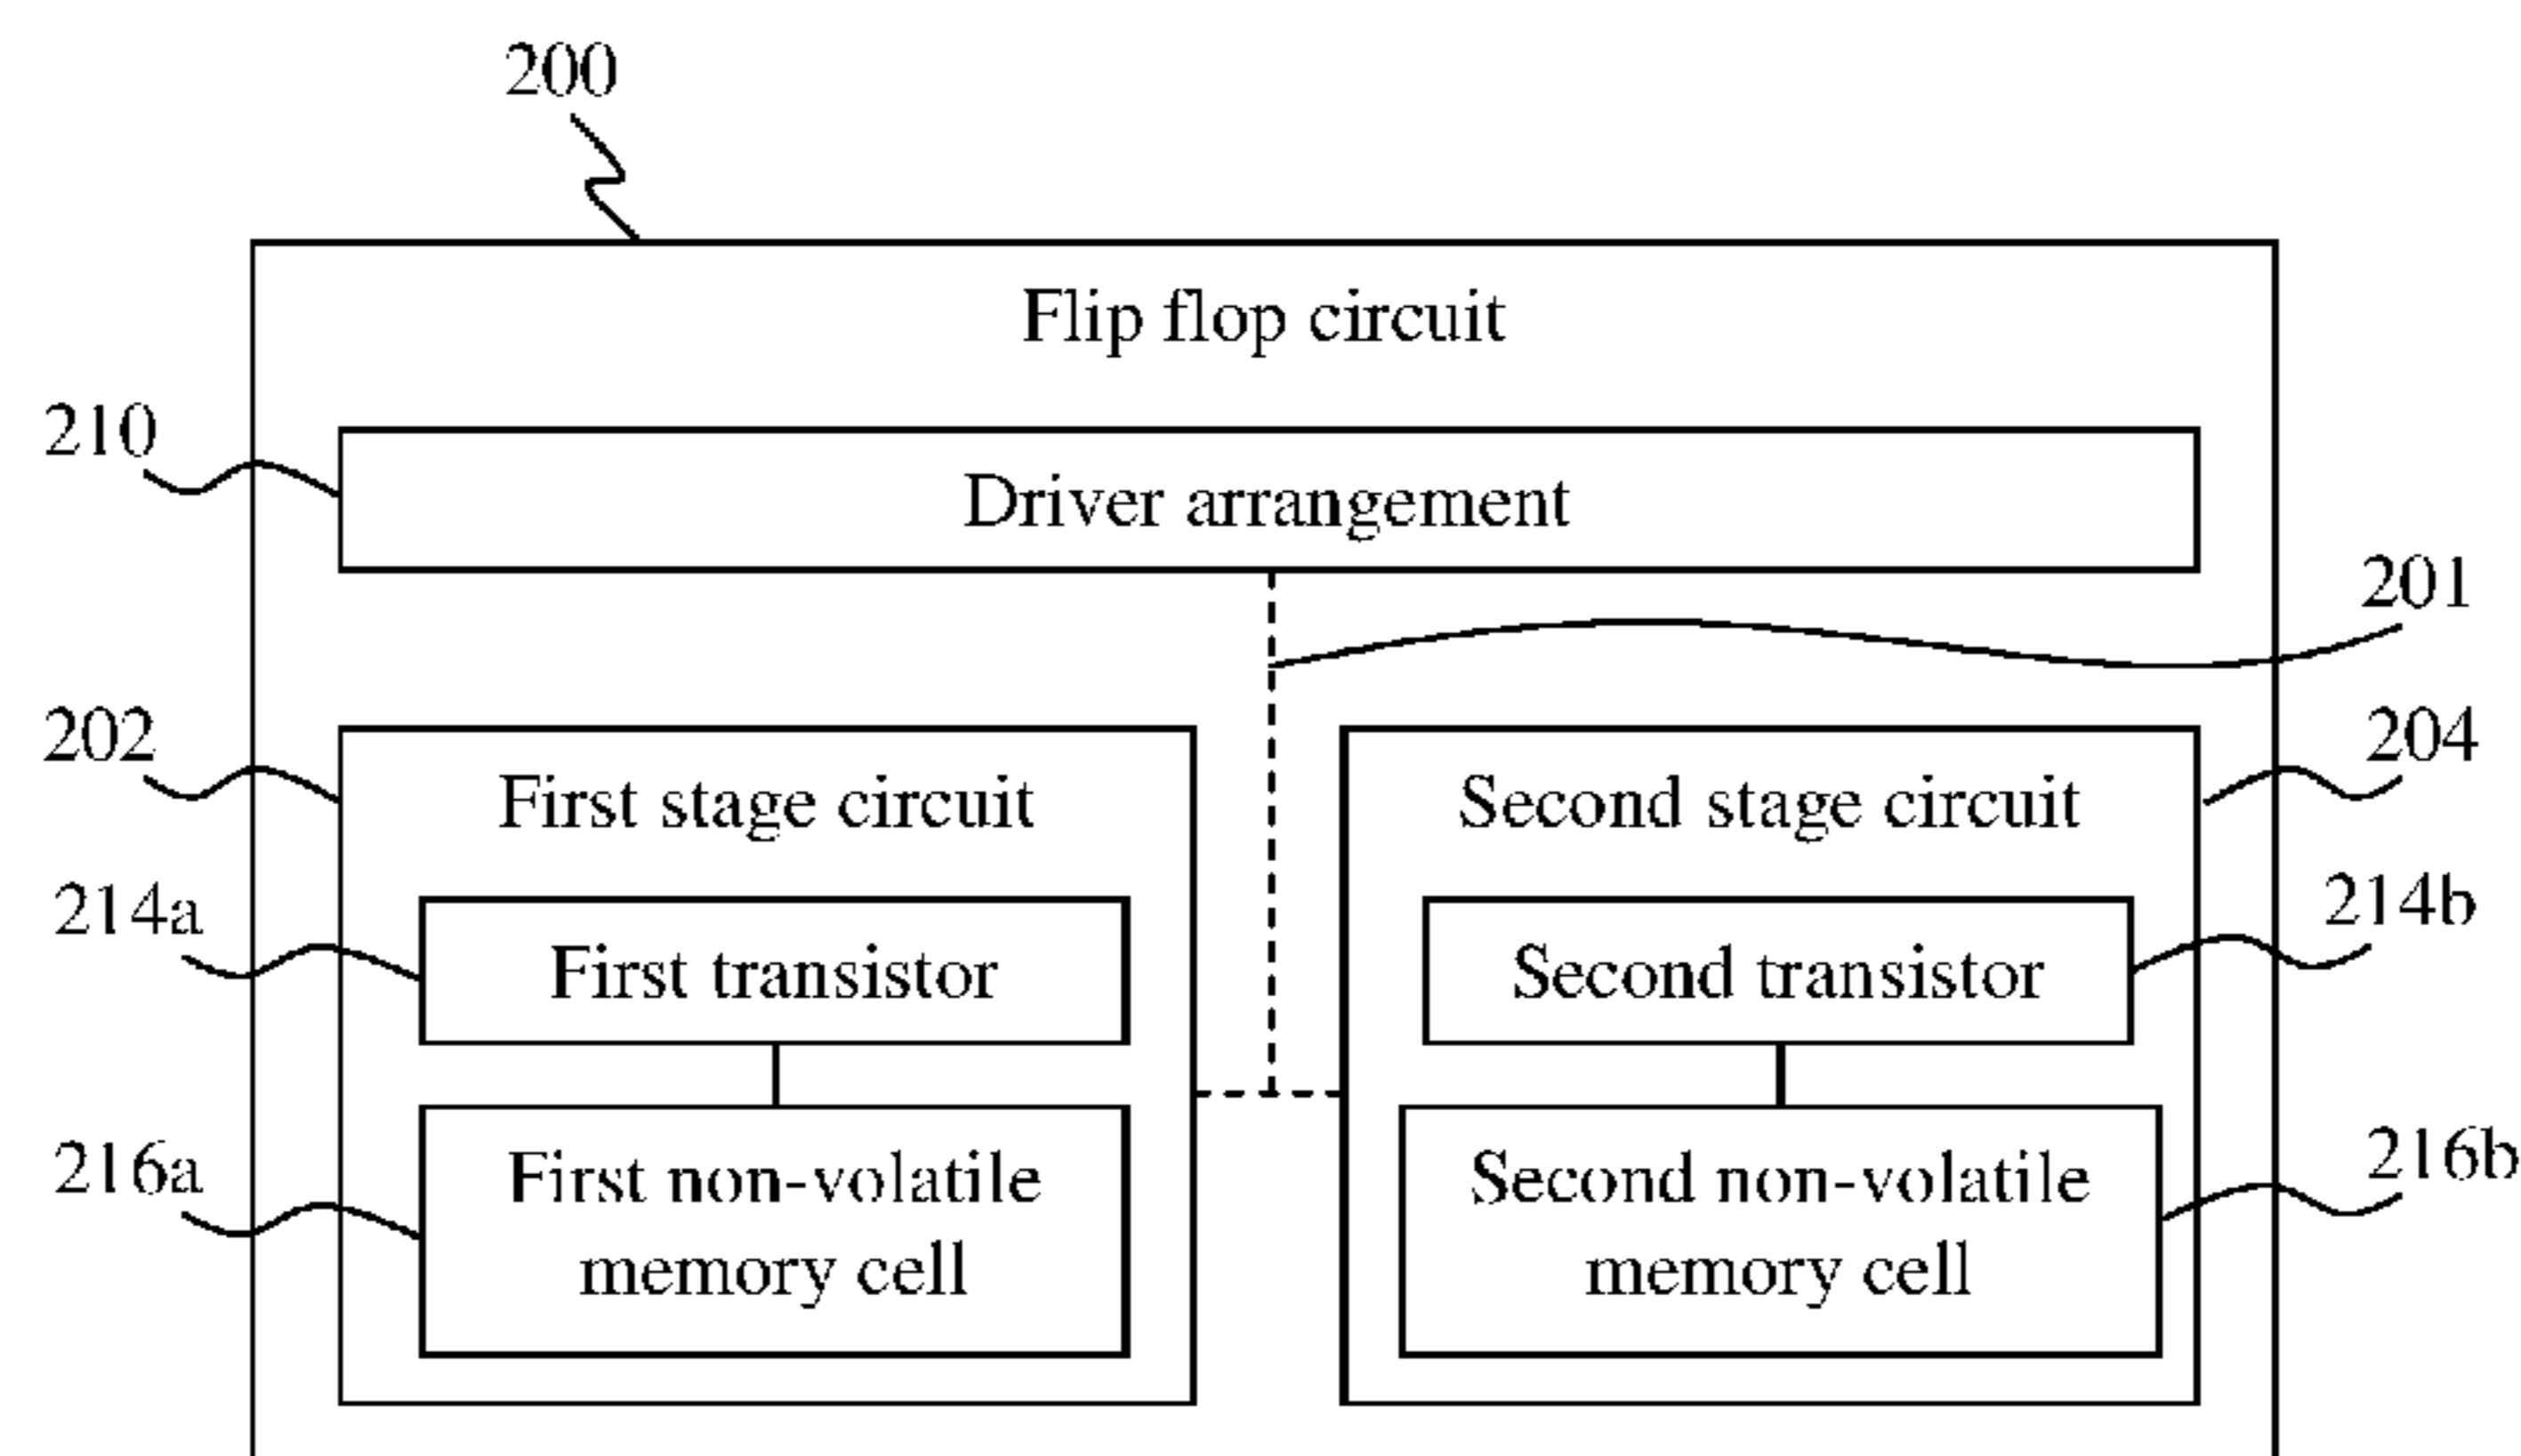 200
Flip flop circuit
210
Driver arrangement
201
202
First stage circuit
Second stage circuit
204
214a
First transistor
Second transistor
214b
216a
First non-volatile
memory cell
Second non-volatile
memory cell
216b